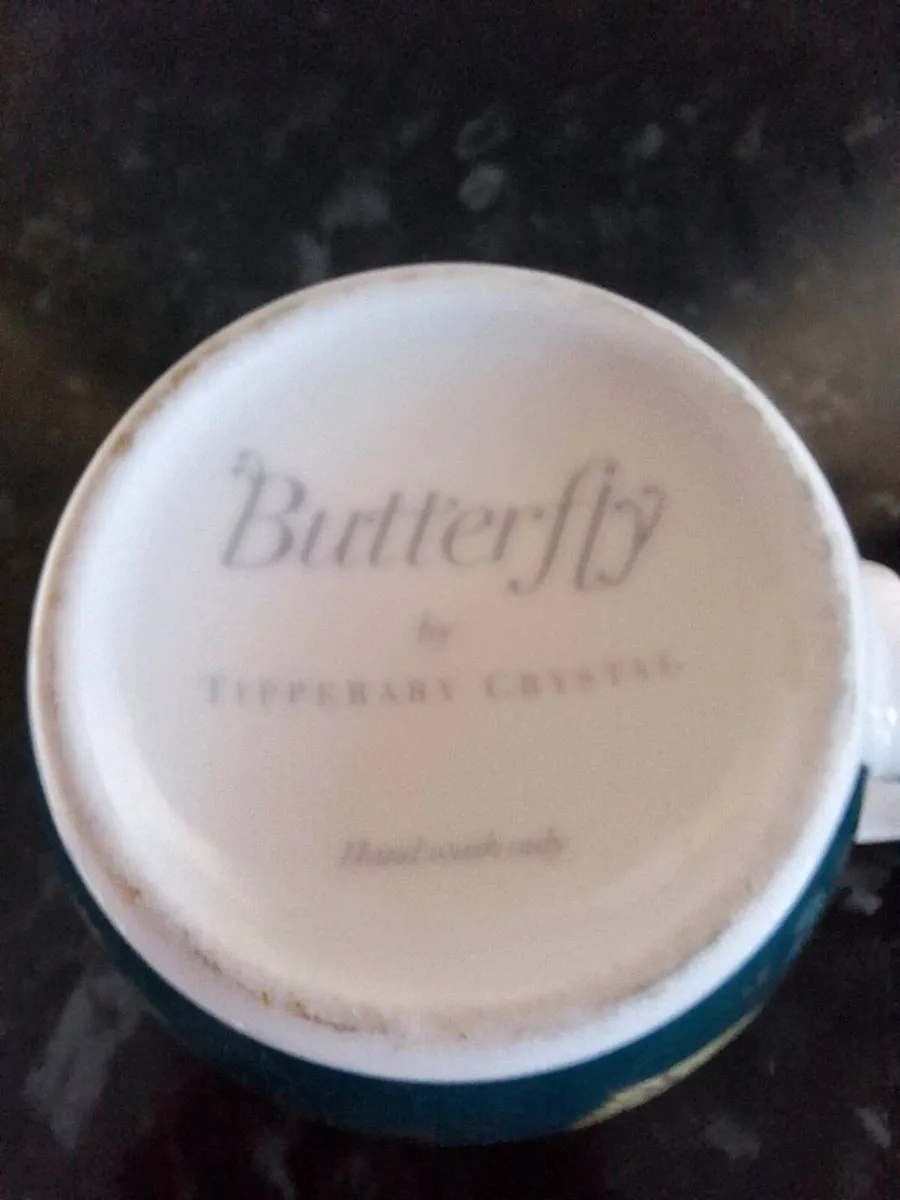 Butterfly
by
TIPPERARY CRYSTAL
Hand wash only